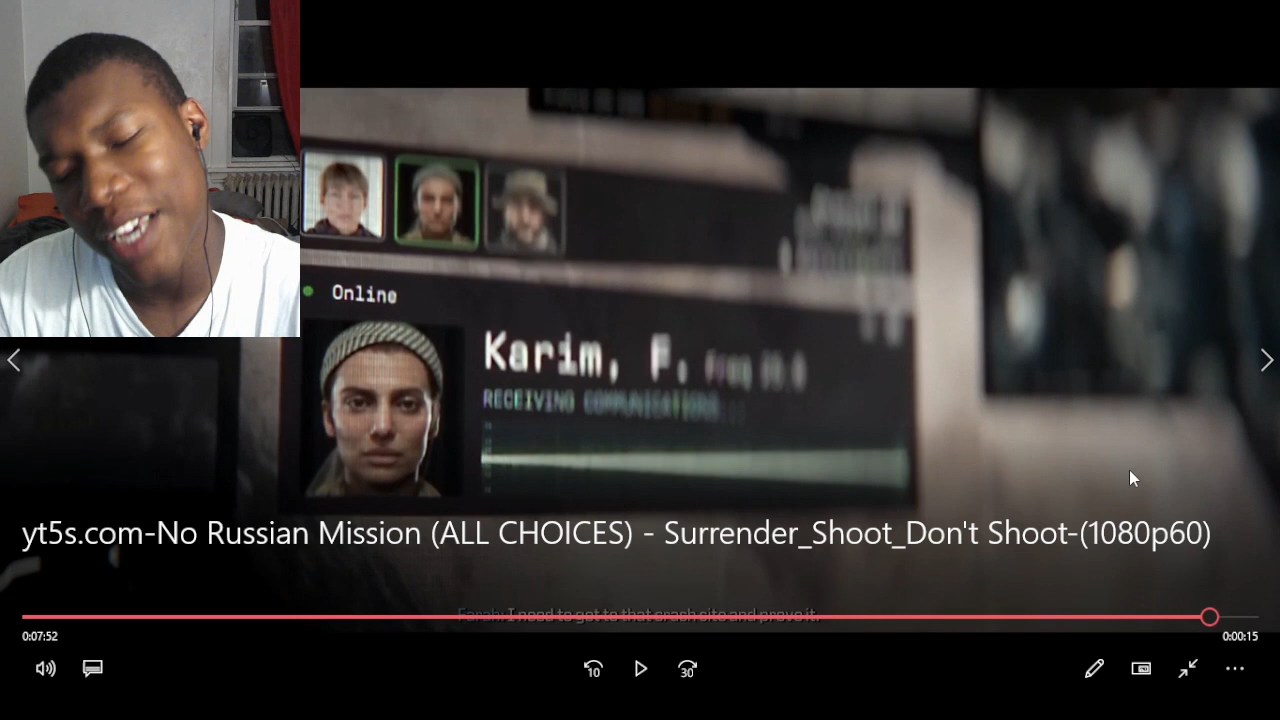 Online
Karim, F.
RECEIVING COMMUNICATIONS...
yt5s.com-No Russian Mission (ALL CHOICES) - Surrender_Shoot_Don't Shoot-(1080p60)
Farah: I need to get to that crash site and prove it.
0:07:52
0:00:15
10
30